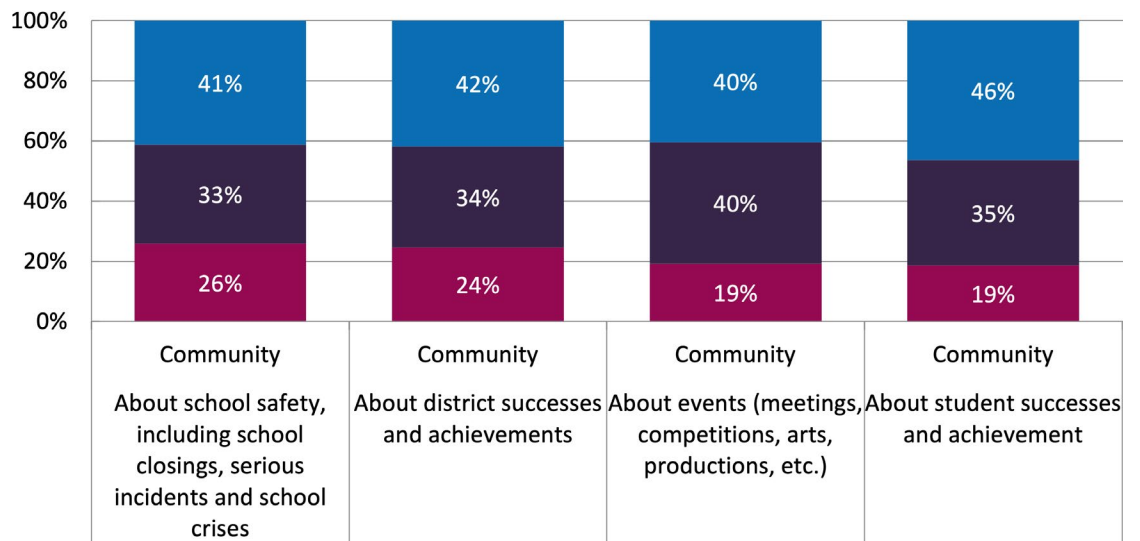 100%
80%
60%
40%
20%
0%
41%
42%
40%
46%
33%
34%
40%
35%
26%
24%
19%
19%
Community
Community
Community
Community
About school safety,
including school
closings, serious
incidents and school
crises
About district successes
and achievements
About events (meetings,
competitions, arts,
productions, etc.)
About student successes
and achievement